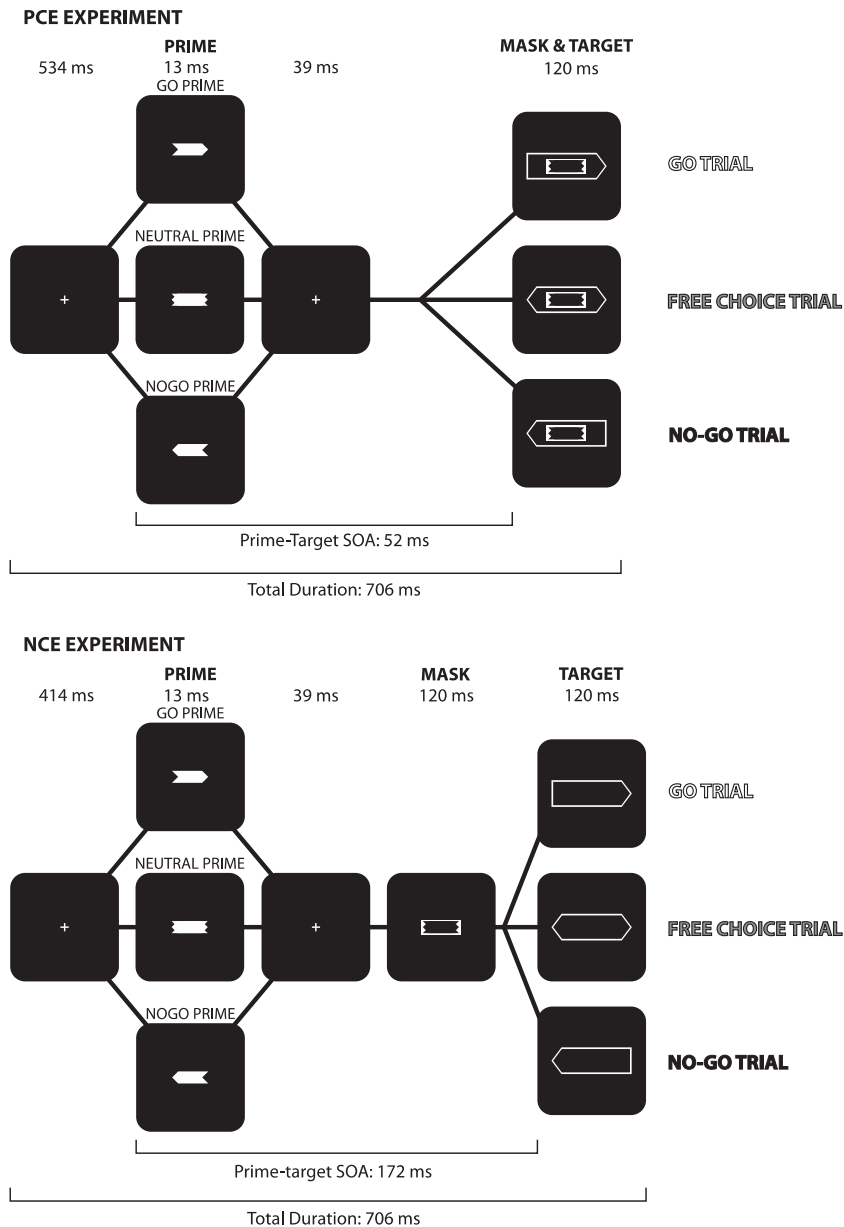 PCE EXPERIMENT
PRIME
MASK & TARGET
534 ms
13 ms
39 ms
120 ms
GO PRIME
GO TRIAL
NEUTRAL PRIME
FREE CHOICE TRIAL
NOGO PRIME
NO-GO TRIAL
Prime-Target SOA: 52 ms
Total Duration: 706 ms
NCE EXPERIMENT
PRIME
MASK
TARGET
414 ms
13 ms
39 ms
120 ms
120 ms
GO PRIME
GO TRIAL
NEUTRAL PRIME
FREE CHOICE TRIAL
NOGO PRIME
NO-GO TRIAL
Prime-target SOA: 172 ms
Total Duration: 706 ms